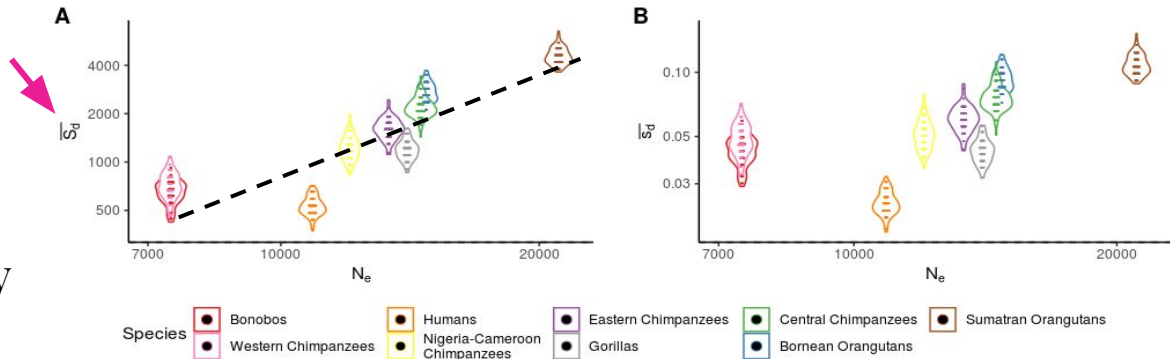 A
B
4000
2000
1000
500
S̄d
7000
10000
20000
Ne
0.10
0.05
0.03
s̄d
7000
10000
20000
Ne
y
Species
Bonobos
Humans
Eastern Chimpanzees
Central Chimpanzees
Sumatran Orangutans
Western Chimpanzees
Nigeria-Cameroon
Chimpanzees
Gorillas
Bornean Orangutans